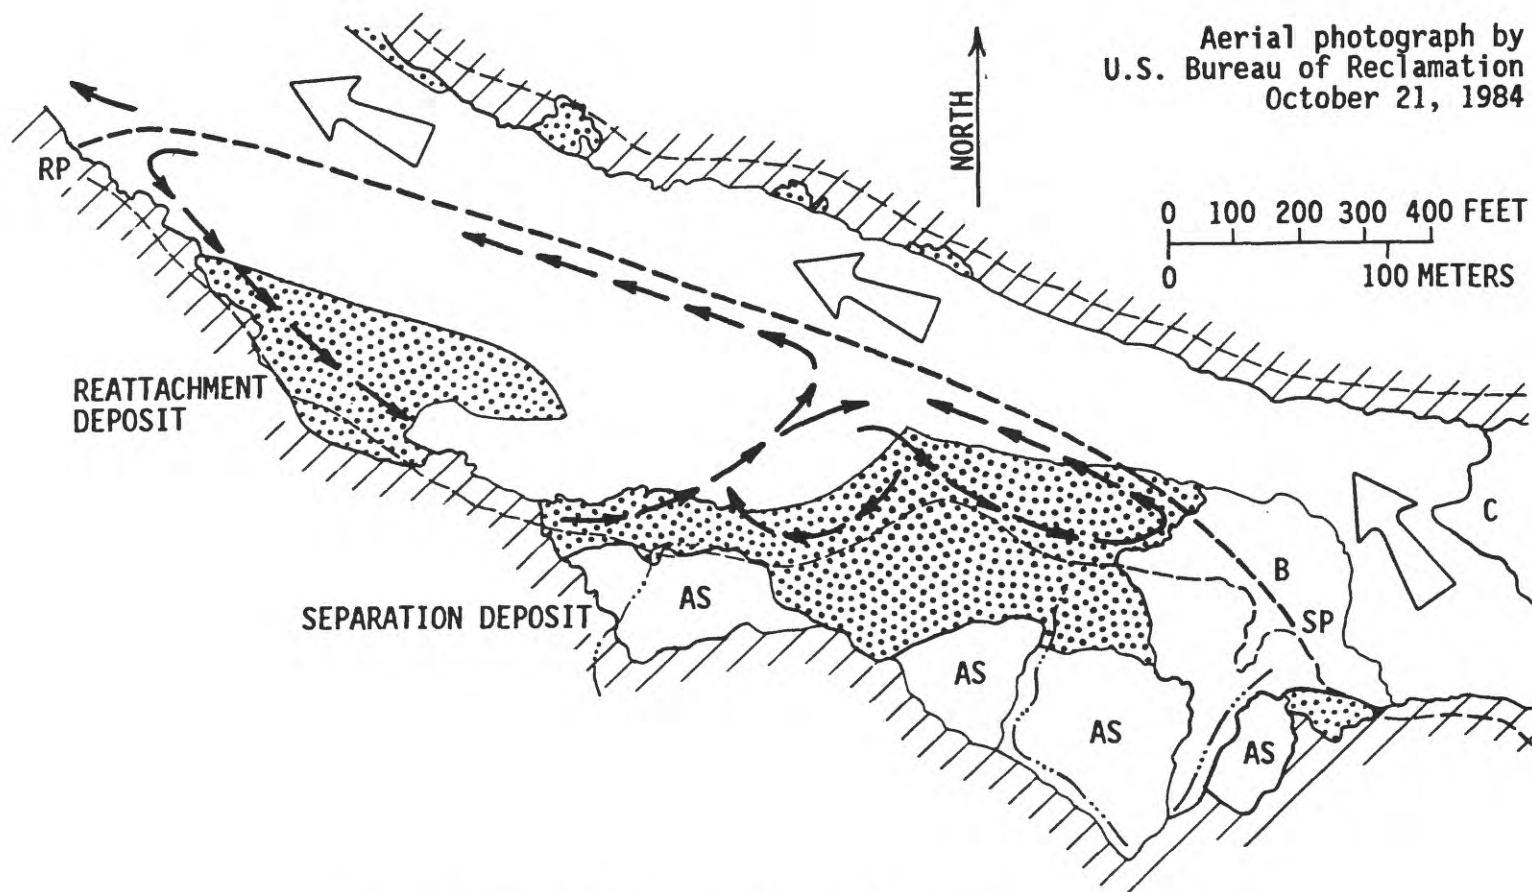 Aerial photograph by
U.S. Bureau of Reclamation
October 21, 1984
NORTH
0 100 200 300 400 FEET
0 100 METERS
RP
REATTACHMENT
DEPOSIT
C
B
SP
SEPARATION DEPOSIT
AS
AS
AS
AS